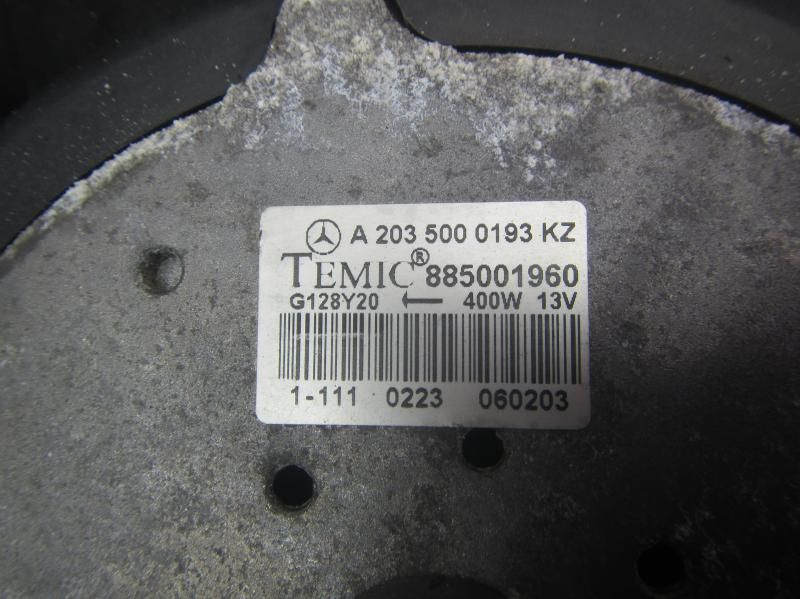 A 203 500 0193 KZ
TEMIC® 885001960
G128Y20 ← 400W 13V
1-111 0223 060203